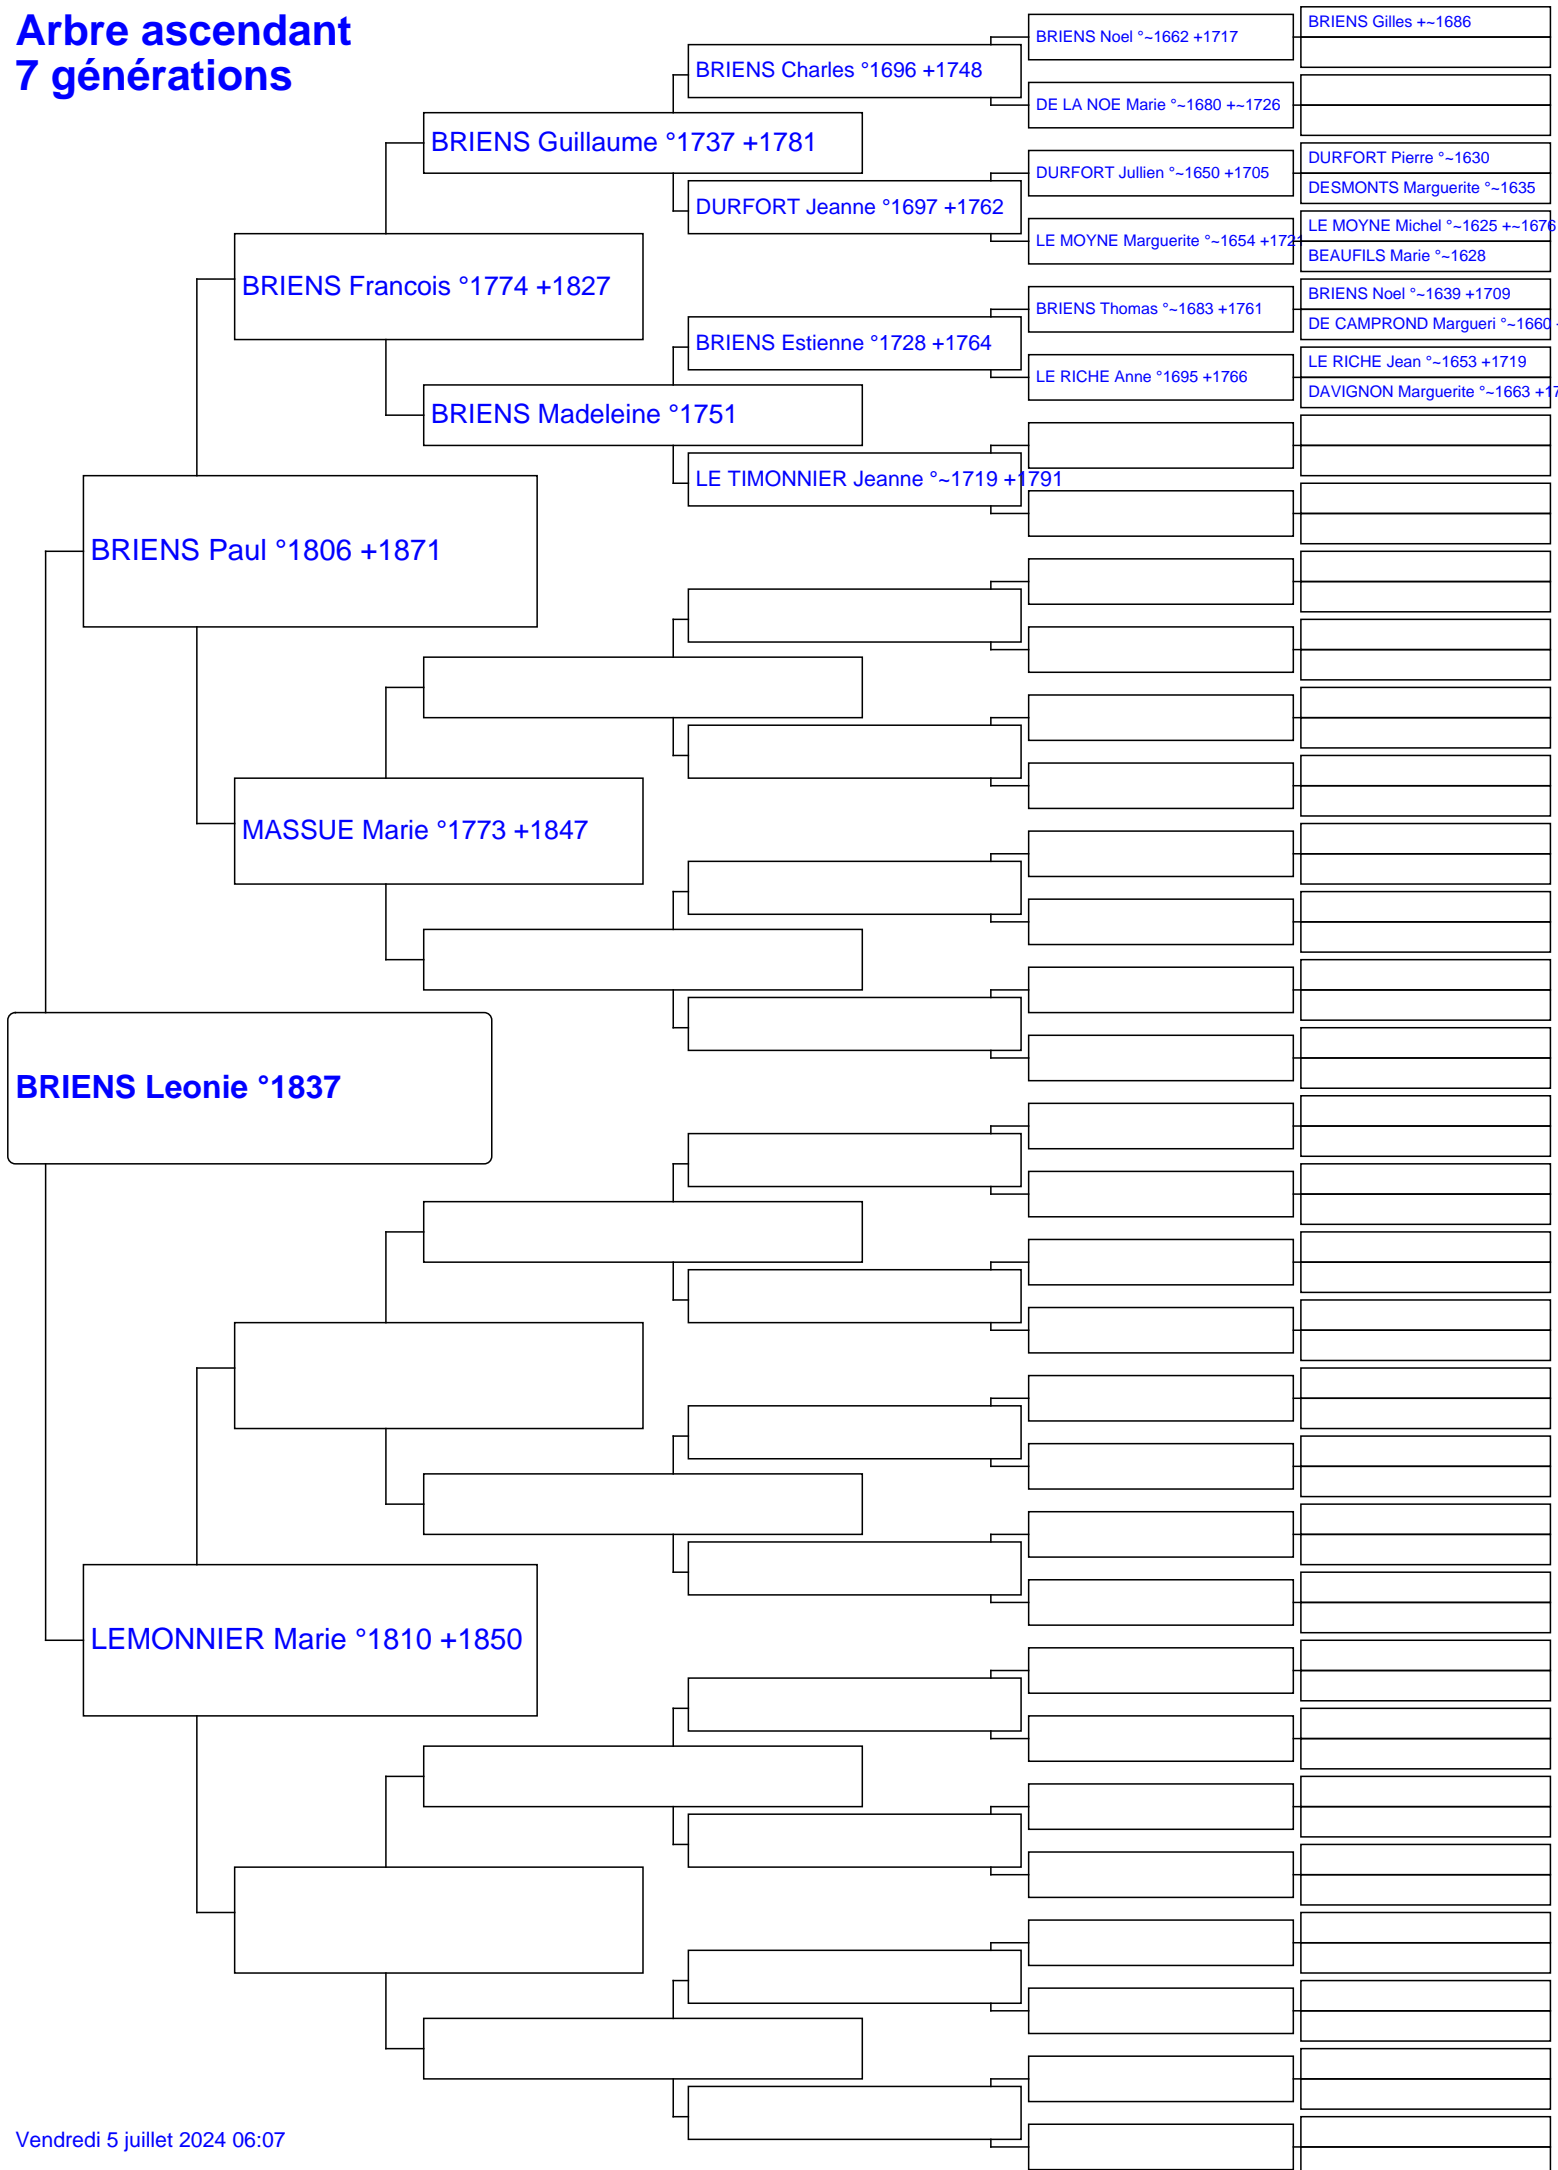 Arbre ascendant
7 générations
BRIENS Leonie °1837
BRIENS Paul °1806 +1871
LEMONNIER Marie °1810 +1850
BRIENS Francois °1774 +1827
MASSUE Marie °1773 +1847
BRIENS Guillaume °1737 +1781
BRIENS Madeleine °1751
BRIENS Charles °1696 +1748
DURFORT Jeanne °1697 +1762
BRIENS Estienne °1728 +1764
LE TIMONNIER Jeanne °~1719 +1791
BRIENS Noel °~1662 +1717
DE LA NOE Marie °~1680 +~1726
DURFORT Jullien °~1650 +1705
LE MOYNE Marguerite °~1654 +172
BRIENS Thomas °~1683 +1761
LE RICHE Anne °1695 +1766
BRIENS Gilles +~1686
DURFORT Pierre °~1630
DESMONTS Marguerite °~1635
LE MOYNE Michel °~1625 +~1676
BEAUFILS Marie °~1628
BRIENS Noel °~1639 +1709
DE CAMPROND Margueri °~1660
LE RICHE Jean °~1653 +1719
DAVIGNON Marguerite °~1663 +17
Vendredi 5 juillet 2024 06:07